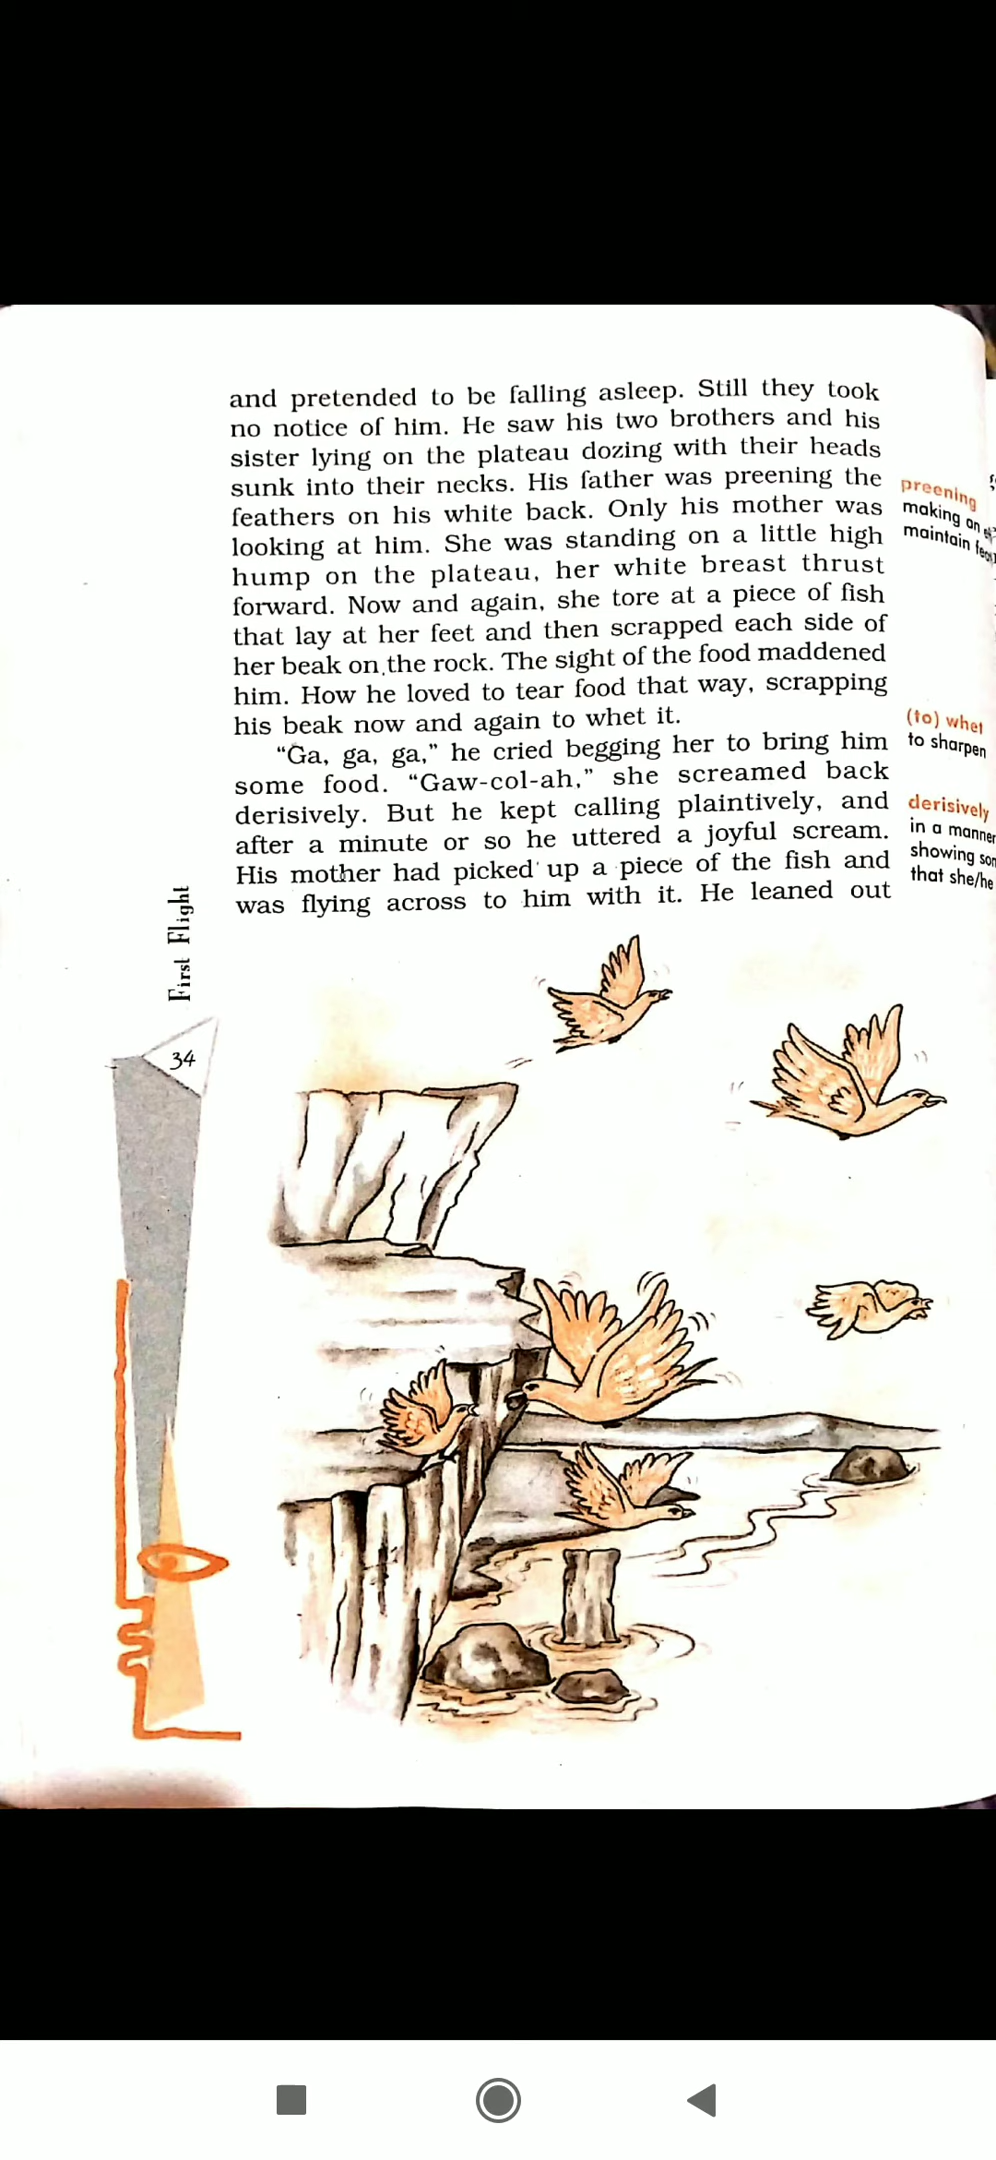 and pretended to be falling asleep. Still they took
no notice of him. He saw his two brothers and his
sister lying on the plateau dozing with their heads
sunk into their necks. His father was preening the
feathers on his white back. Only his mother was
looking at him. She was standing on a little high
hump on the plateau, her white breast thrust
forward. Now and again, she tore at a piece of fish
that lay at her feet and then scrapped each side of
her beak on the rock. The sight of the food maddened
him. How he loved to tear food that way, scrapping
his beak now and again to whet it.
“Ga, ga, ga,” he cried begging her to bring him
some food. “Gaw-col-ah,” she screamed back
derisively. But he kept calling plaintively, and
after a minute or so he uttered a joyful scream.
His mother had picked up a piece of the fish and
was flying across to him with it. He leaned out
preening
making an
maintain
(to) whet
to sharpen
derisively
in a manner
showing
that she/he
First Flight
34